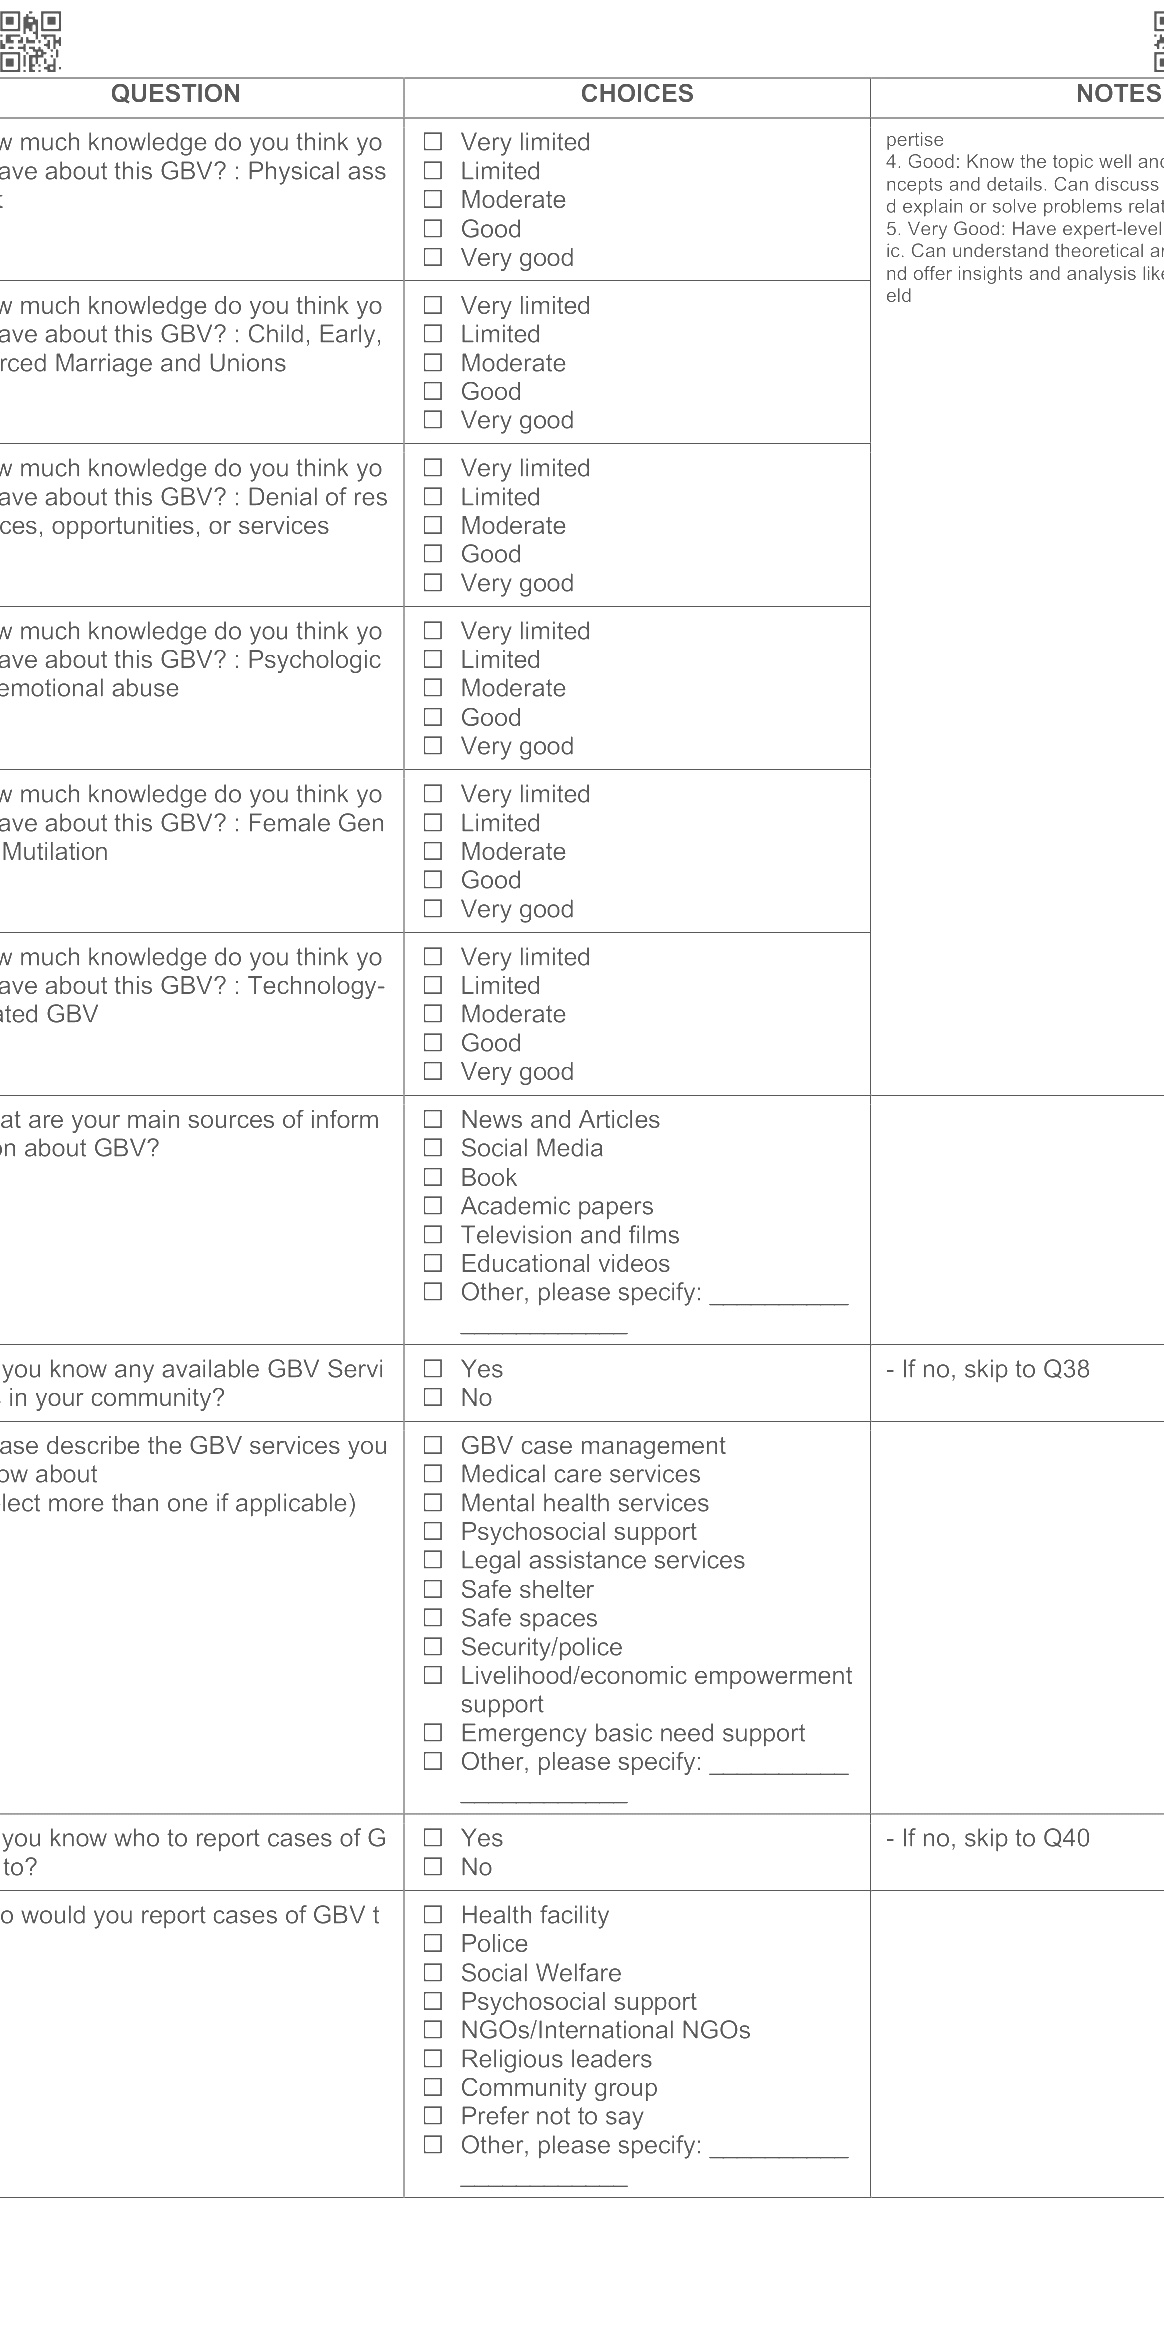 QUESTION CHOICES NOTES
w much knowledge do you think yo
ave about this GBV? : Physical ass
☐ Very limited
☐ Limited
☐ Moderate
☐ Good
☐ Very good
pertise
4. Good: Know the topic well and
ncepts and details. Can discuss
d explain or solve problems relat
5. Very Good: Have expert-level
ic. Can understand theoretical an
nd offer insights and analysis like
eld
w much knowledge do you think yo
ave about this GBV? : Child, Early,
rced Marriage and Unions
☐ Very limited
☐ Limited
☐ Moderate
☐ Good
☐ Very good
w much knowledge do you think yo
ave about this GBV? : Denial of res
ces, opportunities, or services
☐ Very limited
☐ Limited
☐ Moderate
☐ Good
☐ Very good
w much knowledge do you think yo
ave about this GBV? : Psychologic
emotional abuse
☐ Very limited
☐ Limited
☐ Moderate
☐ Good
☐ Very good
w much knowledge do you think yo
ave about this GBV? : Female Gen
Mutilation
☐ Very limited
☐ Limited
☐ Moderate
☐ Good
☐ Very good
w much knowledge do you think yo
ave about this GBV? : Technology-
ated GBV
☐ Very limited
☐ Limited
☐ Moderate
☐ Good
☐ Very good
at are your main sources of inform
on about GBV?
☐ News and Articles
☐ Social Media
☐ Book
☐ Academic papers
☐ Television and films
☐ Educational videos
☐ Other, please specify: __________
____________
you know any available GBV Servi
in your community?
☐ Yes
☐ No
- If no, skip to Q38
ase describe the GBV services you
ow about
lect more than one if applicable)
☐ GBV case management
☐ Medical care services
☐ Mental health services
☐ Psychosocial support
☐ Legal assistance services
☐ Safe shelter
☐ Safe spaces
☐ Security/police
☐ Livelihood/economic empowerment
support
☐ Emergency basic need support
☐ Other, please specify: __________
____________
you know who to report cases of G
to?
☐ Yes
☐ No
- If no, skip to Q40
o would you report cases of GBV t
☐ Health facility
☐ Police
☐ Social Welfare
☐ Psychosocial support
☐ NGOs/International NGOs
☐ Religious leaders
☐ Community group
☐ Prefer not to say
☐ Other, please specify: __________
____________